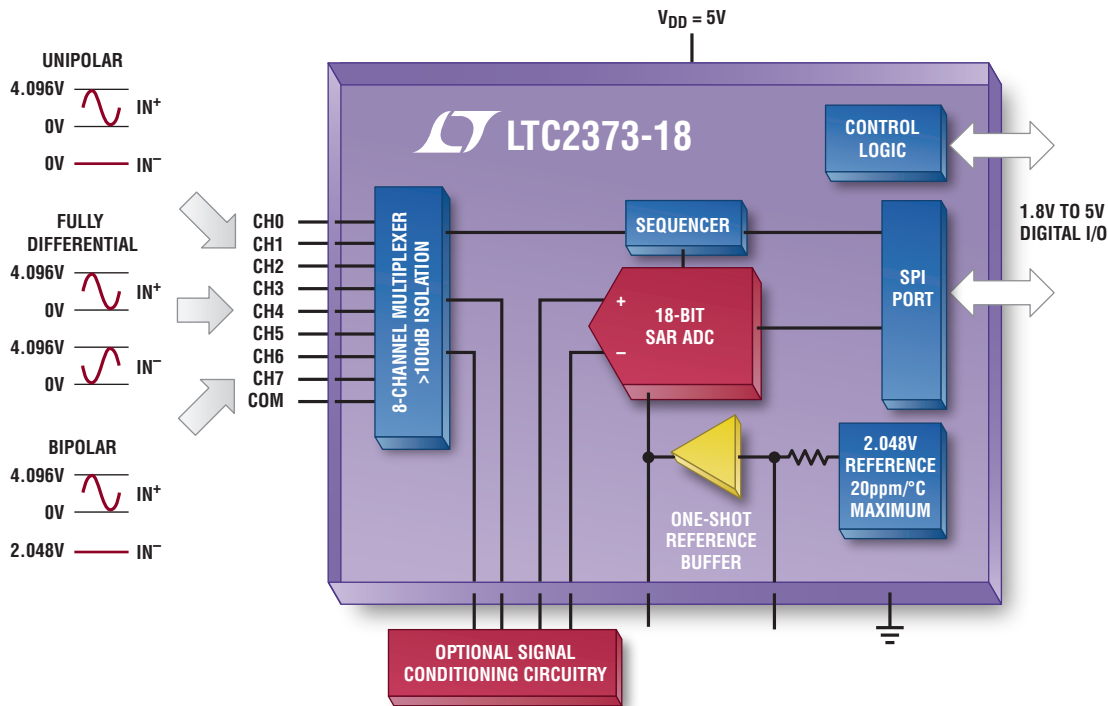 V_DD = 5V
UNIPOLAR
4.096V
IN⁺
0V
0V
IN⁻
FULLY
DIFFERENTIAL
4.096V
IN⁺
0V
4.096V
IN⁻
0V
BIPOLAR
4.096V
IN⁺
0V
2.048V
IN⁻
CH0
CH1
CH2
CH3
CH4
CH5
CH6
CH7
COM
8-CHANNEL MULTIPLEXER
>100dB ISOLATION
LTC2373-18
CONTROL
LOGIC
SEQUENCER
+
18-BIT
SAR ADC
–
SPI
PORT
1.8V TO 5V
DIGITAL I/O
ONE-SHOT
REFERENCE
BUFFER
2.048V
REFERENCE
20ppm/°C
MAXIMUM
OPTIONAL SIGNAL
CONDITIONING CIRCUITRY